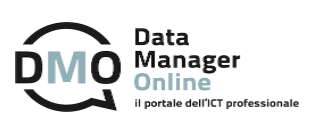 DMO
Data
Manager
Online
il portale dell'ICT professionale